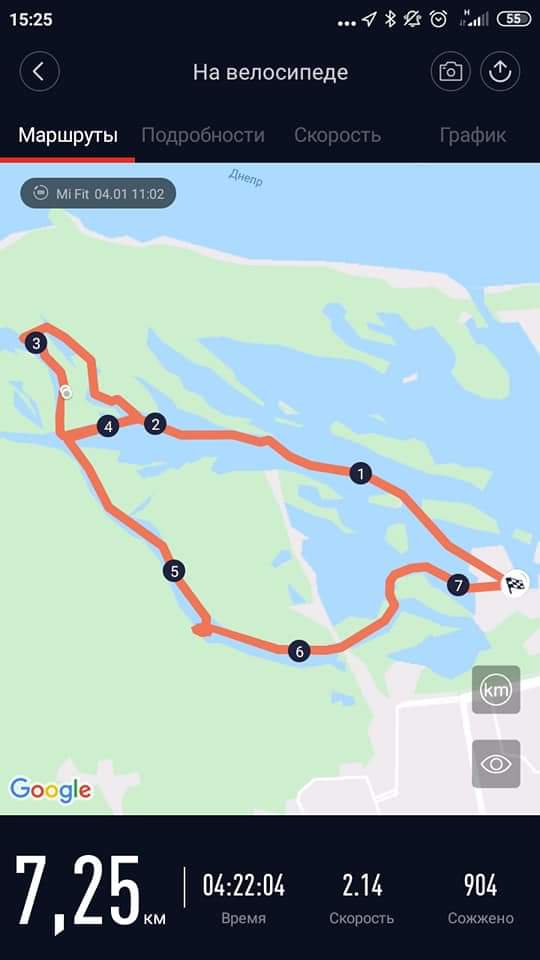 15:25
H
55
На велосипеде
Маршруты Подробности Скорость График
Днепр
Mi Fit 04.01 11:02
3
6
4
2
1
5
7
6
km
Google
7,25 км
04:22:04 2.14 904
Время Скорость Сожжено